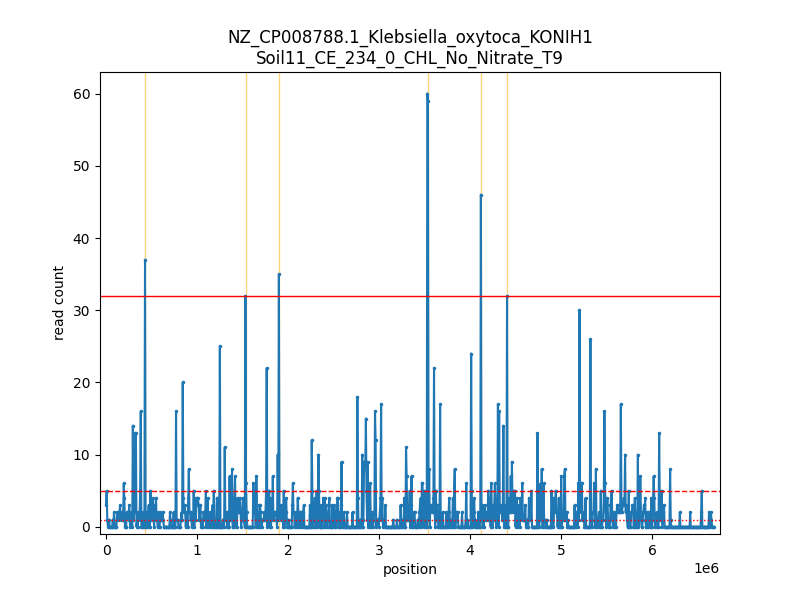 NZ_CP008788.1_Klebsiella_oxytoca_KONIH1
Soil11_CE_234_0_CHL_No_Nitrate_T9
60
50
40
30
20
10
0
read count
0 1 2 3 4 5 6
1e6
position